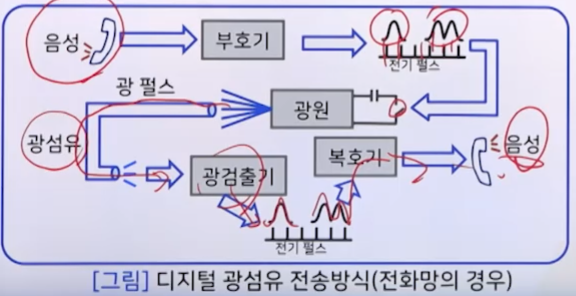 음성
부호기
전기 펄스
광 펄스
광원
광섬유
광검출기
복호기
음성
전기 펄스
[그림] 디지털 광섬유 전송방식(전화망의 경우)